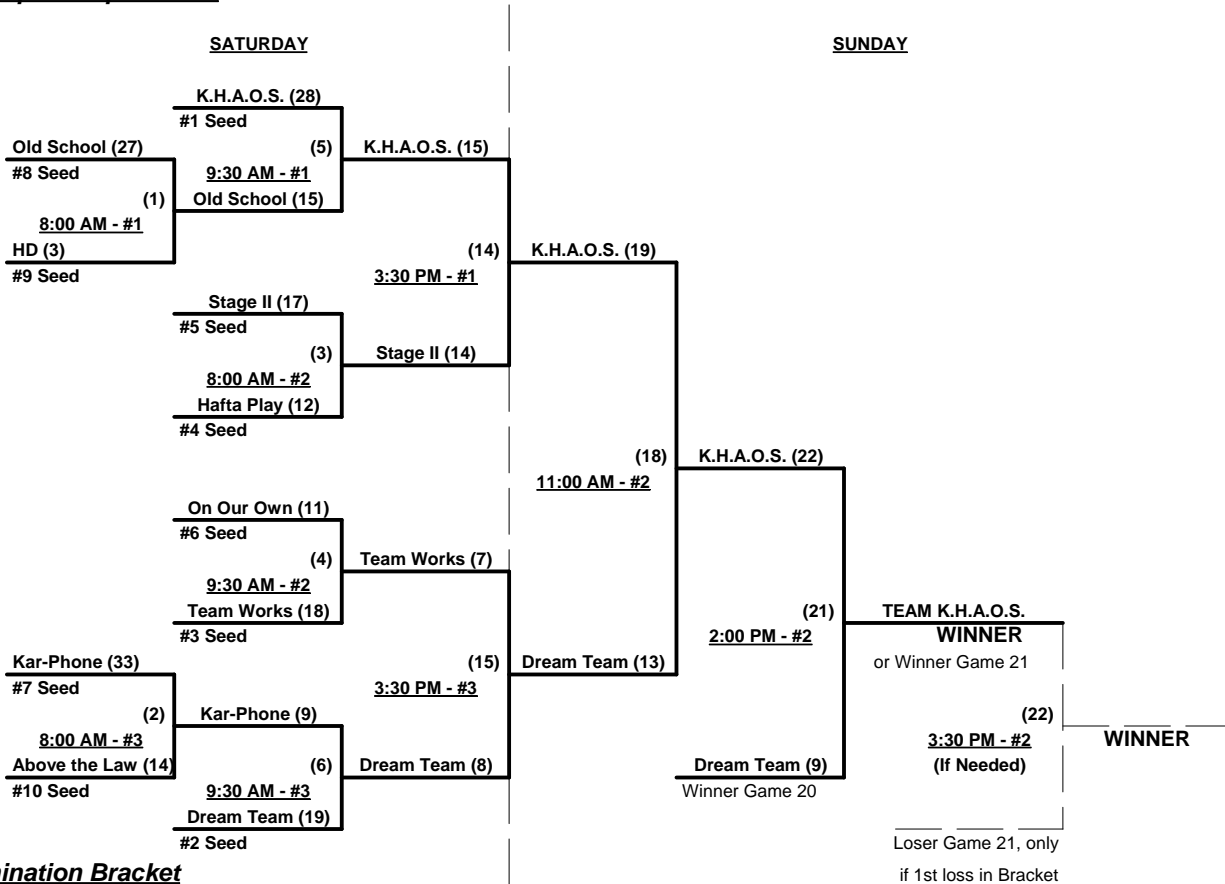 SATURDAY
SUNDAY
K.H.A.O.S. (28)
#1 Seed
Old School (27)
(5)
K.H.A.O.S. (15)
#8 Seed
9:30 AM - #1
(1)
Old School (15)
8:00 AM - #1
HD (3)
(14)
K.H.A.O.S. (19)
#9 Seed
3:30 PM - #1
Stage II (17)
#5 Seed
(3)
Stage II (14)
8:00 AM - #2
Hafta Play (12)
#4 Seed
(18)
K.H.A.O.S. (22)
11:00 AM - #2
On Our Own (11)
#6 Seed
(4)
Team Works (7)
9:30 AM - #2
Team Works (18)
(21)
TEAM K.H.A.O.S.
#3 Seed
2:00 PM - #2
WINNER
Kar-Phone (33)
(15)
Dream Team (13)
or Winner Game 21
#7 Seed
3:30 PM - #3
(2)
Kar-Phone (9)
(22)
8:00 AM - #3
3:30 PM - #2
WINNER
Above the Law (14)
(6)
Dream Team (8)
Dream Team (9)
(If Needed)
#10 Seed
9:30 AM - #3
Winner Game 20
Dream Team (19)
#2 Seed
Loser Game 21, only
ination Bracket
if 1st loss in Bracket